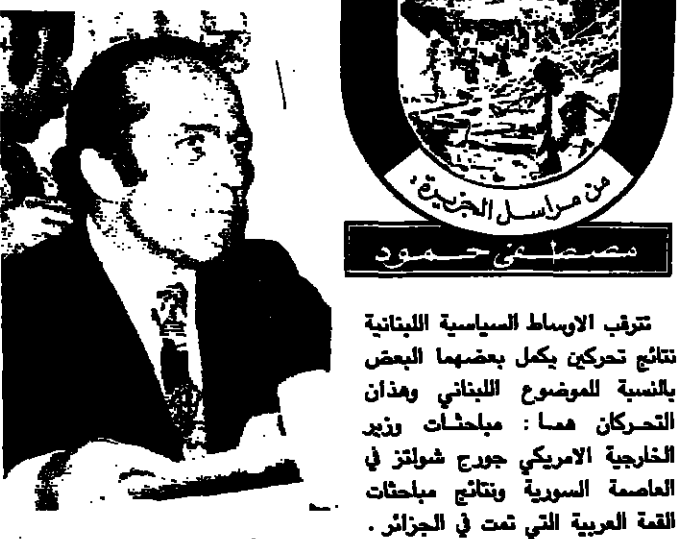 من مراسل الجزيرة :
مصطفى حمود
تترقب الاوساط السياسية اللبنانية
نتائج تحركين يكمل بعضهما البعض
بالنسبة للموضوع اللبناني وهذان
التحركان هما : مباحثات وزير
الخارجية الامريكي جورج شولتز في
العاصمة السورية ونتائج مباحثات
القمة العربية التي تمت في الجزائر .